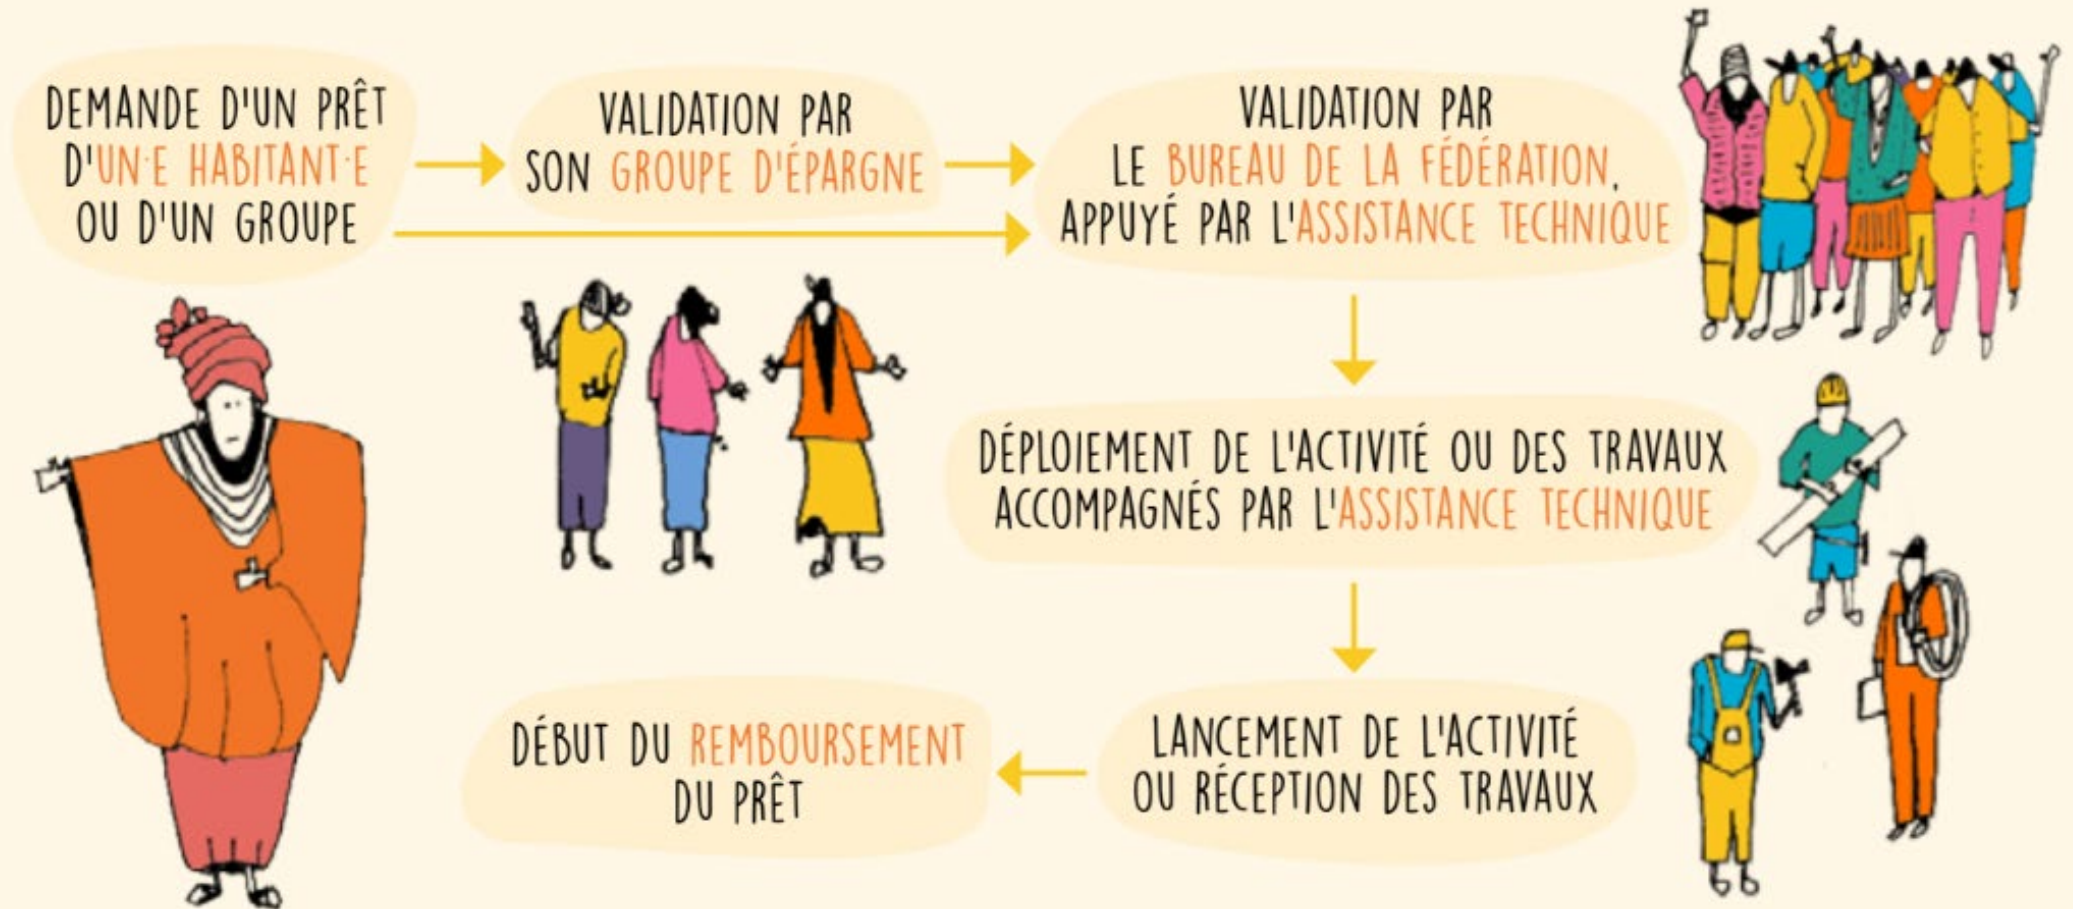 DEMANDE D'UN PRÊT
D'UN·E HABITANT·E
OU D'UN GROUPE
VALIDATION PAR
SON GROUPE D'ÉPARGNE
VALIDATION PAR
LE BUREAU DE LA FÉDÉRATION,
APPUYÉ PAR L'ASSISTANCE TECHNIQUE
DÉPLOIEMENT DE L'ACTIVITÉ OU DES TRAVAUX
ACCOMPAGNÉS PAR L'ASSISTANCE TECHNIQUE
LANCEMENT DE L'ACTIVITÉ
OU RÉCEPTION DES TRAVAUX
DÉBUT DU REMBOURSEMENT
DU PRÊT